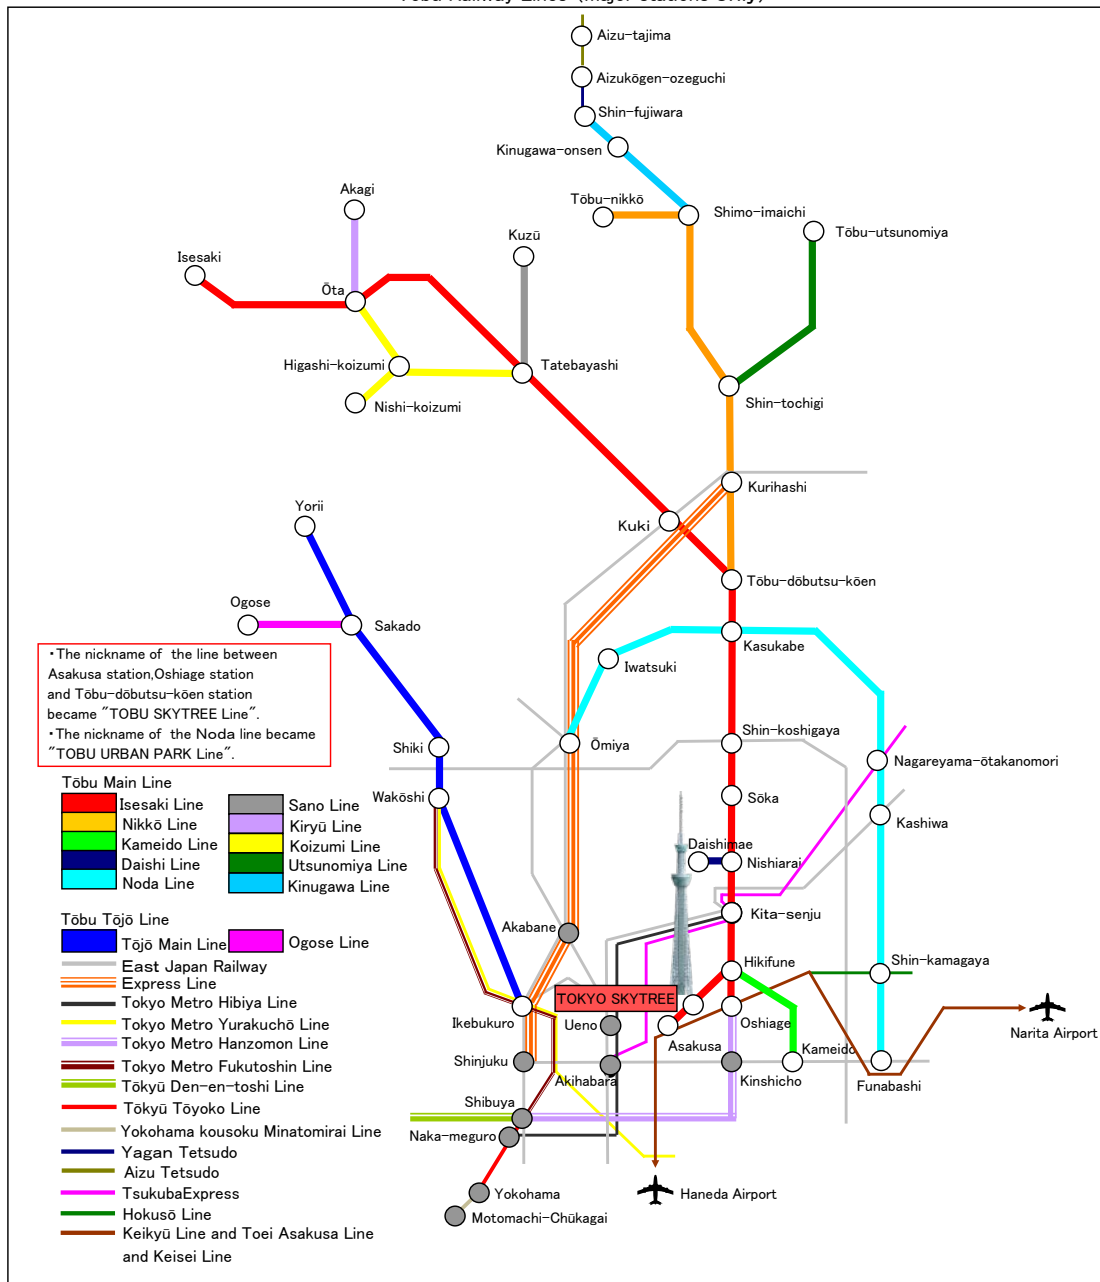 Tōbu Railway Lines (major stations only)
Aizu-tajima
Aizukōgen-ozeguchi
Shin-fujiwara
Kinugawa-onsen
Tōbu-nikkō
Shimo-imaichi
Tōbu-utsunomiya
Akagi
Kuzū
Isesaki
Ōta
Higashi-koizumi
Tatebayashi
Nishi-koizumi
Shin-tochigi
Kurihashi
Kuki
Yorii
Tōbu-dōbutsu-kōen
Ogose
Sakado
Kasukabe
Iwatsuki
・The nickname of the line between
Asakusa station,Oshiage station
and Tōbu-dōbutsu-kōen station
became "TOBU SKYTREE Line".
・The nickname of the Noda line became
"TOBU URBAN PARK Line".
Shiki
Ōmiya
Shin-koshigaya
Nagareyama-ōtakanomori
Wakōshi
Sōka
Kashiwa
Daishimae
Nishiarai
Kita-senju
Akabane
Hikifune
Shin-kamagaya
TOKYO SKYTREE
Ikebukuro
Ueno
Asakusa
Oshiage
Narita Airport
Shinjuku
Akihabara
Kinshicho
Kameido
Funabashi
Shibuya
Naka-meguro
Yokohama
Motomachi-Chūkagai
Haneda Airport
Tōbu Main Line
Isesaki Line
Nikkō Line
Kameido Line
Daishi Line
Noda Line
Sano Line
Kiryū Line
Koizumi Line
Utsunomiya Line
Kinugawa Line
Tōbu Tōjō Line
Tōjō Main Line
Ogose Line
East Japan Railway
Express Line
Tokyo Metro Hibiya Line
Tokyo Metro Yurakuchō Line
Tokyo Metro Hanzomon Line
Tokyo Metro Fukutoshin Line
Tōkyū Den-en-toshi Line
Tōkyū Tōyoko Line
Yokohama kousoku Minatomirai Line
Yagan Tetsudo
Aizu Tetsudo
TsukubaExpress
Hokusō Line
Keikyū Line and Toei Asakusa Line
and Keisei Line